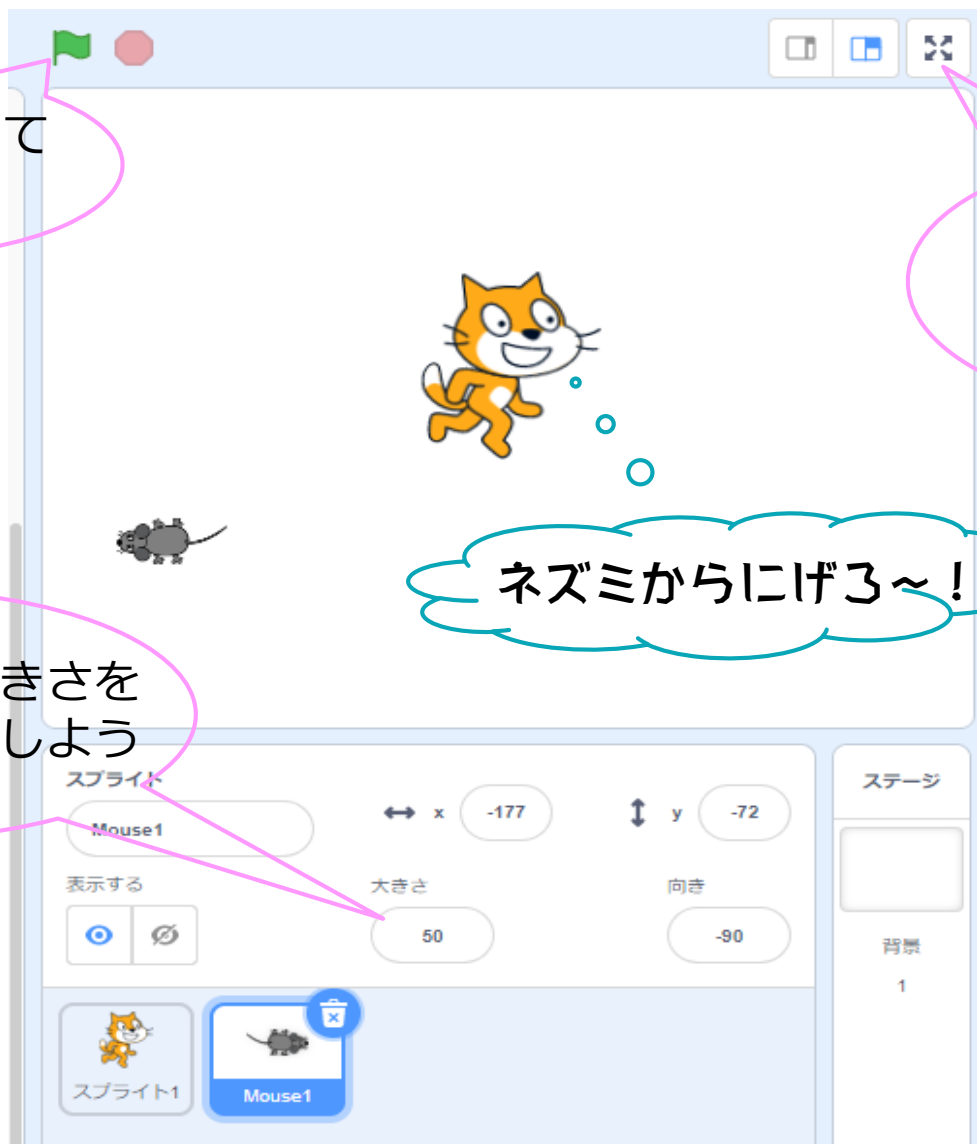 て
ネズミからにげろ～！
きさを
しよう
スプライト
Mouse1
x -177
y -72
表示する
大きさ
50
向き
-90
ステージ
背景
1
スプライト1
Mouse1